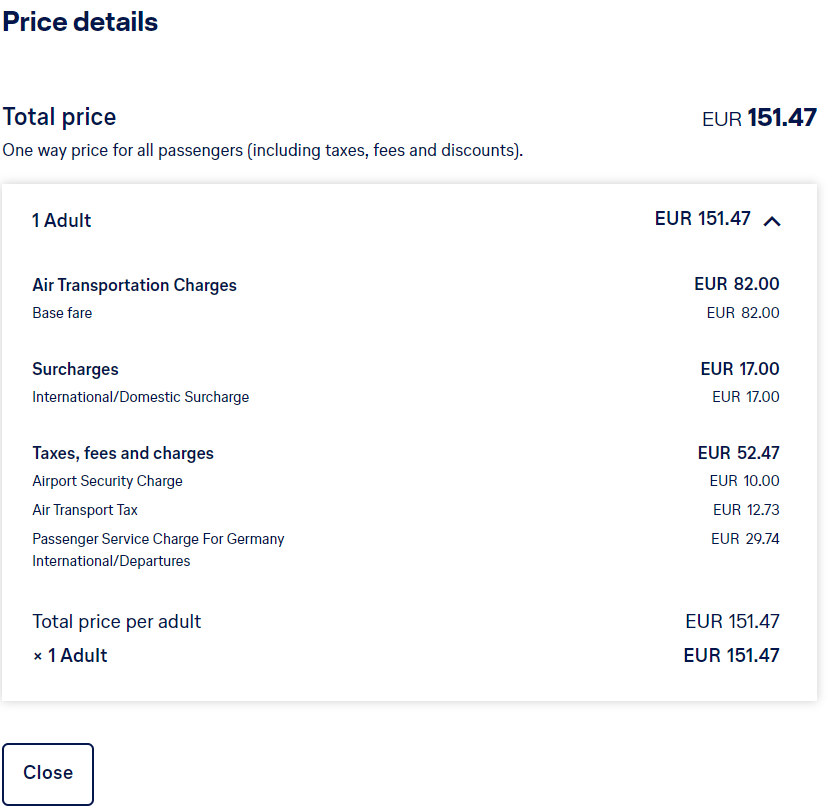 Price details
Total price EUR 151.47
One way price for all passengers (including taxes, fees and discounts).
1 Adult EUR 151.47
Air Transportation Charges EUR 82.00
Base fare EUR 82.00
Surcharges EUR 17.00
International/Domestic Surcharge EUR 17.00
Taxes, fees and charges EUR 52.47
Airport Security Charge EUR 10.00
Air Transport Tax EUR 12.73
Passenger Service Charge For Germany EUR 29.74
International/Departures
Total price per adult EUR 151.47
× 1 Adult EUR 151.47
Close